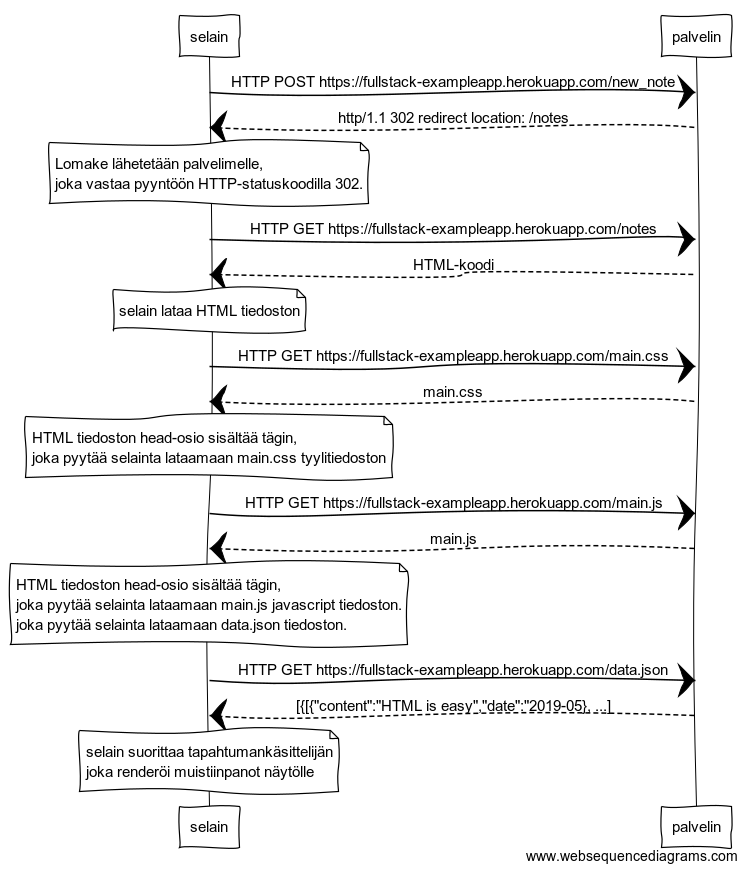 selain palvelin
HTTP POST https://fullstack-exampleapp.herokuapp.com/new_note
http/1.1 302 redirect location: /notes
Lomake lähetetään palvelimelle,
joka vastaa pyyntöön HTTP-statuskoodilla 302.
HTTP GET https://fullstack-exampleapp.herokuapp.com/notes
HTML-koodi
selain lataa HTML tiedoston
HTTP GET https://fullstack-exampleapp.herokuapp.com/main.css
main.css
HTML tiedoston head-osio sisältää tägin,
joka pyytää selainta lataamaan main.css tyylitiedoston
HTTP GET https://fullstack-exampleapp.herokuapp.com/main.js
main.js
HTML tiedoston head-osio sisältää tägin,
joka pyytää selainta lataamaan main.js javascript tiedoston.
joka pyytää selainta lataamaan data.json tiedoston.
HTTP GET https://fullstack-exampleapp.herokuapp.com/data.json
[{[{"content":"HTML is easy","date":"2019-05}, ...]
selain suorittaa tapahtumankäsittelijän
joka renderöi muistiinpanot näytölle
selain palvelin
www.websequencediagrams.com